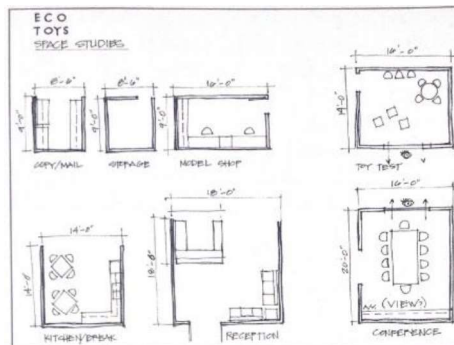 ECO
TOYS
SPACE STUDIES
8'-6"
9'-0"
COPY/MAIL
8'-6"
9'-0"
STORAGE
16'-0"
9'-0"
MODEL SHOP
16'-0"
14'-0"
TOY TEST
14'-0"
14'-0"
KITCHEN/BREAK
18'-0"
18'-0"
RECEPTION
16'-0"
20'-0"
(VIEW?)
CONFERENCE